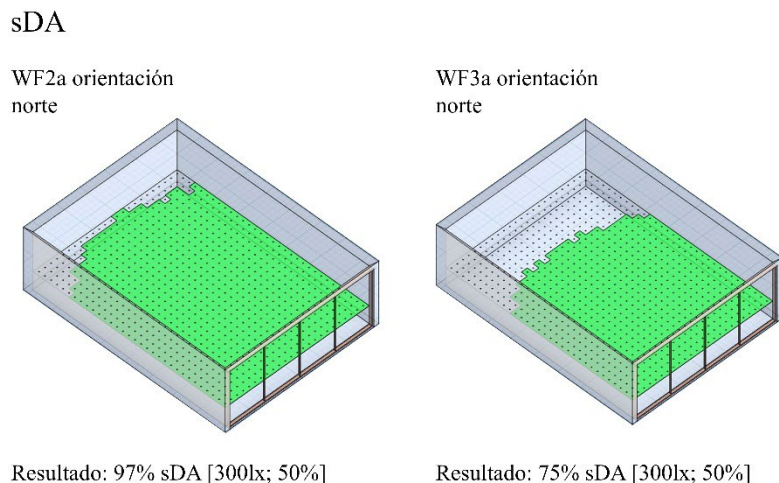 sDA
WF2a orientación
norte
WF3a orientación
norte
Resultado: 97% sDA [300lx; 50%]
Resultado: 75% sDA [300lx; 50%]